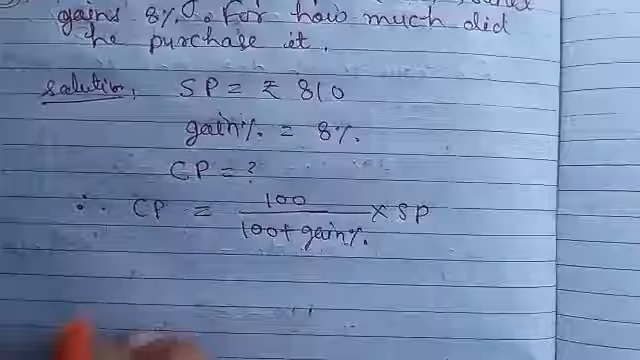 gains 8%. For how much did
he purchase it.
solution, SP = ₹ 810
gain% = 8%.
CP = ?
∴ CP = 100 / 100+ gain%. × SP